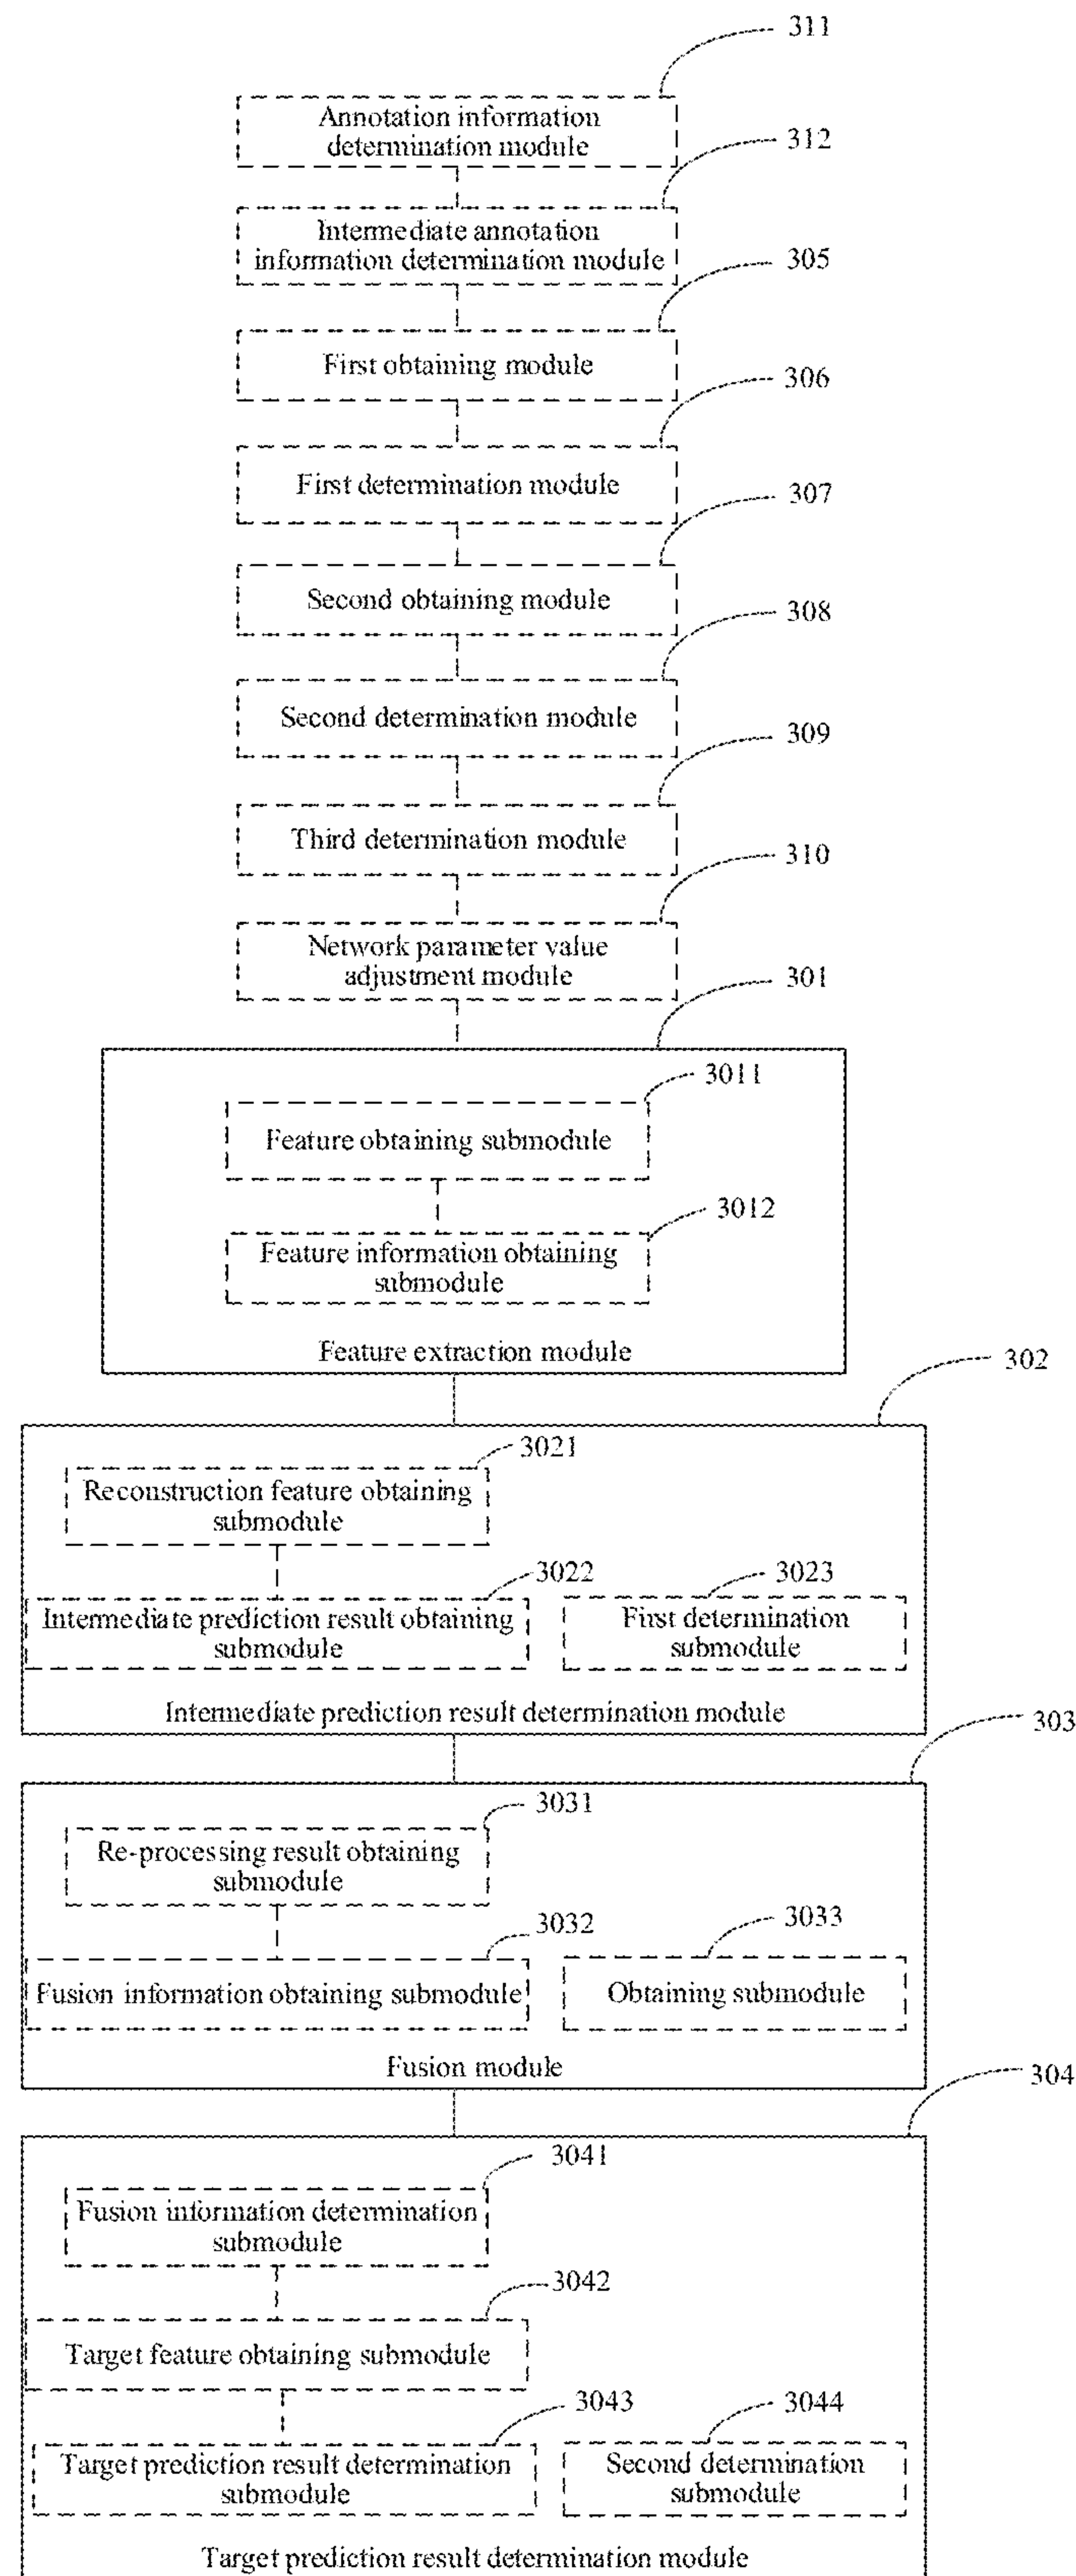 311
Annotation information
determination module
312
Intermediate annotation
information determination module
305
First obtaining module
306
First determination module
307
Second obtaining module
308
Second determination module
309
Third determination module
310
Network parameter value
adjustment module
301
3011
Feature obtaining submodule
3012
Feature information obtaining
submodule
Feature extraction module
302
3021
Reconstruction feature obtaining
submodule
3022
3023
Intermediate prediction result obtaining
submodule
First determination
submodule
Intermediate prediction result determination module
303
3031
Re-processing result obtaining
submodule
3032
3033
Fusion information obtaining submodule
Obtaining submodule
Fusion module
304
3041
Fusion information determination
submodule
3042
Target feature obtaining submodule
3043
3044
Target prediction result determination
submodule
Second determination
submodule
Target prediction result determination module